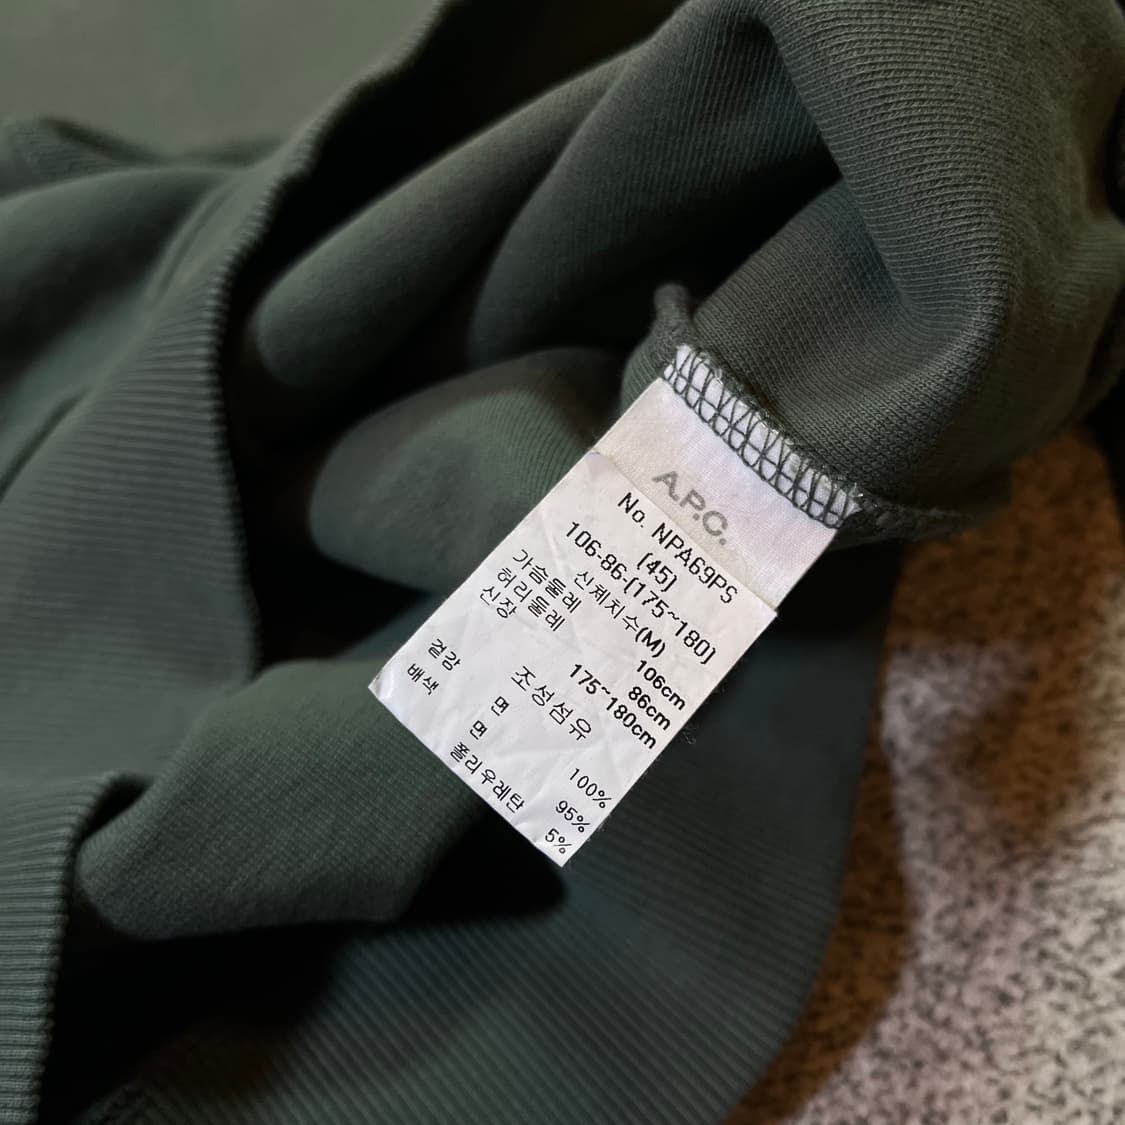 A.P.C.
No. NPA69PS
(45)
106-86-(175~180)
신체치수(M)
가슴둘레 106cm
허리둘레 86cm
신장 175~180cm
조성섬유
겉감 면 100%
배색 면 95%
폴리우레탄 5%